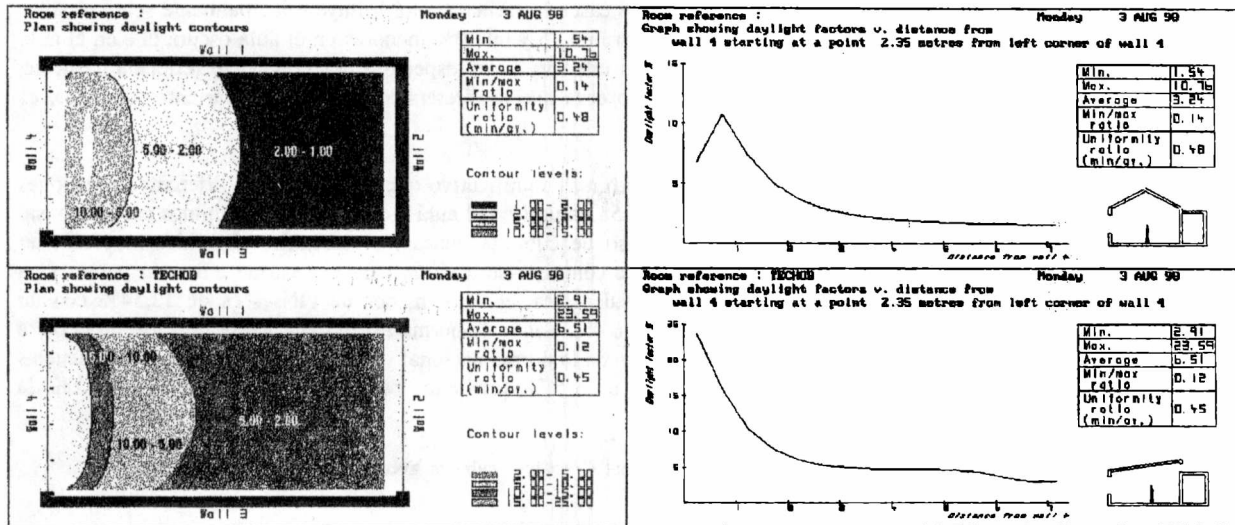 Room reference :
Monday 3 AUG 98
Plan showing daylight contours
Wall 1
Wall 4
10.00 - 5.00
5.00 - 2.00
2.00 - 1.00
Wall 2
Wall 3
Min. 1.54
Max. 10.76
Average 3.24
Min/max ratio 0.14
Uniformity ratio (min/av.) 0.48
Contour levels:
Room reference :
Monday 3 AUG 98
Graph showing daylight factors v. distance from
wall 4 starting at a point 2.35 metres from left corner of wall 4
Daylight Factor %
15
10
5
Distance from wall 4
Min. 1.54
Max. 10.76
Average 3.24
Min/max ratio 0.14
Uniformity ratio (min/av.) 0.48
Room reference : TECHOB
Monday 3 AUG 98
Plan showing daylight contours
Wall 1
Wall 4
10.00
10.00 - 5.00
5.00 - 2.00
Wall 2
Wall 3
Min. 2.91
Max. 23.59
Average 6.51
Min/max ratio 0.12
Uniformity ratio (min/av.) 0.45
Contour levels:
Room reference : TECHOB
Monday 3 AUG 98
Graph showing daylight factors v. distance from
wall 4 starting at a point 2.35 metres from left corner of wall 4
Daylight Factor %
25
20
15
10
5
Distance from wall 4
Min. 2.91
Max. 23.59
Average 6.51
Min/max ratio 0.12
Uniformity ratio (min/av.) 0.45